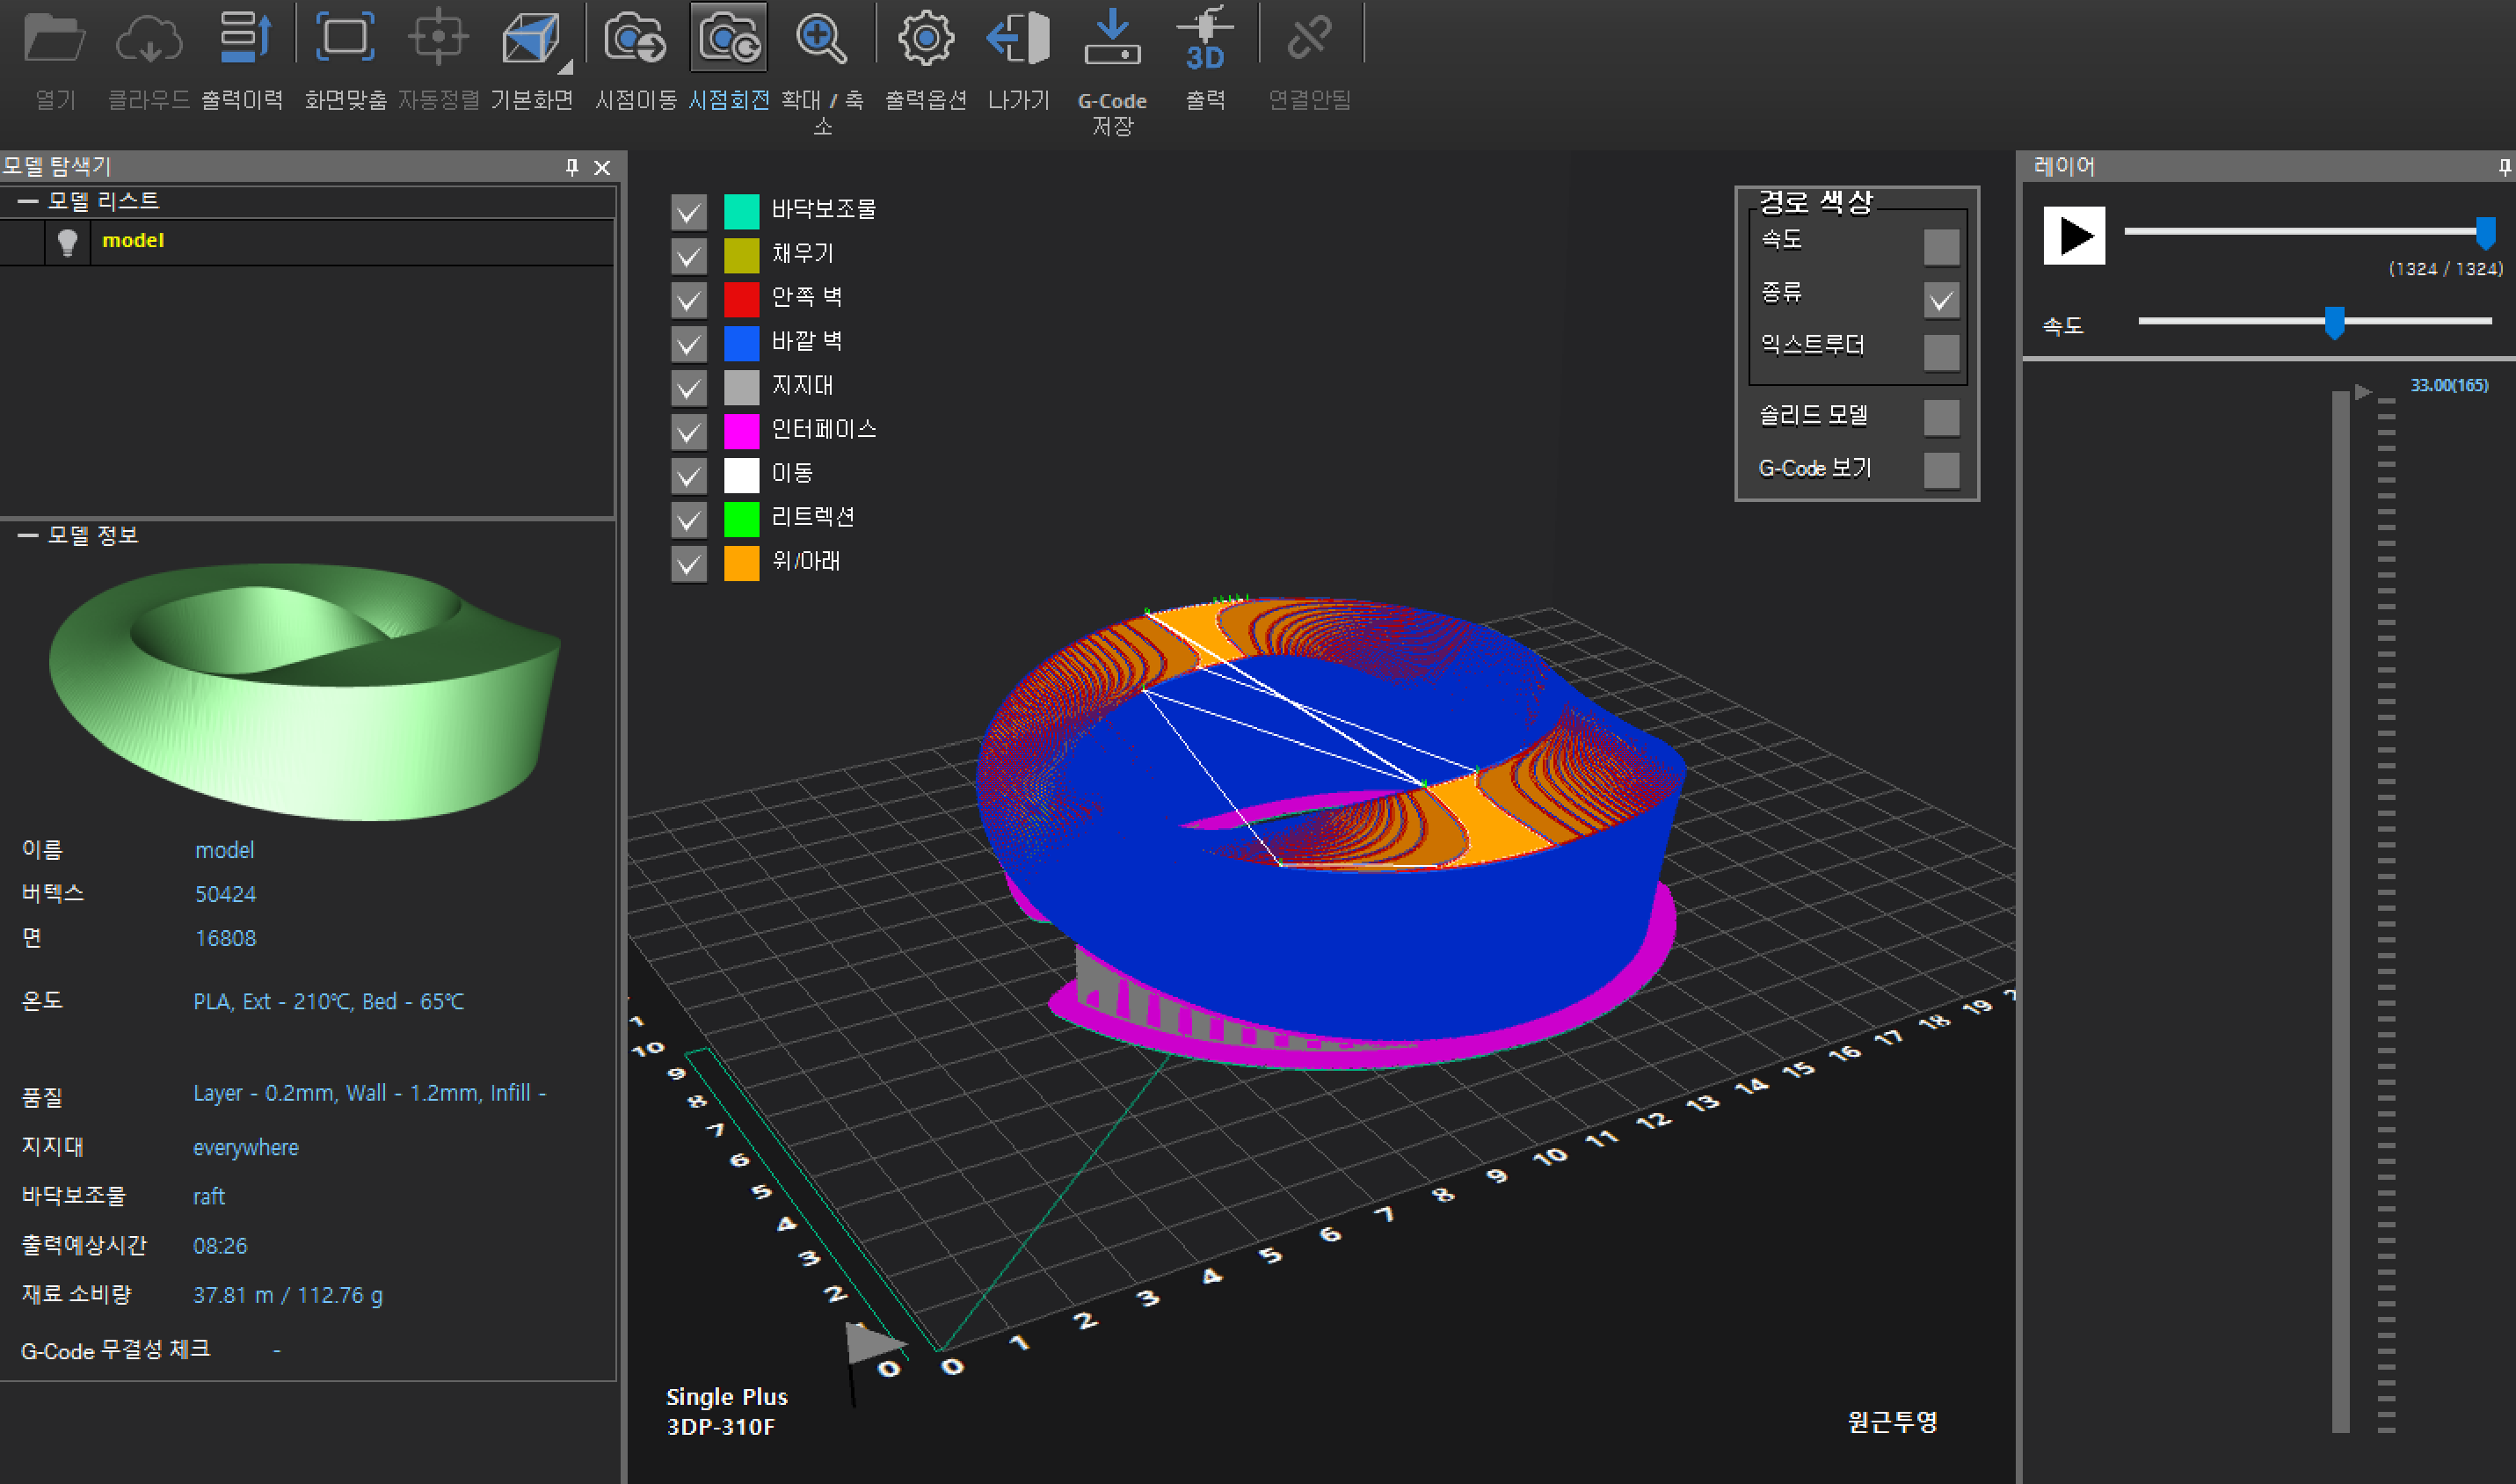 열기
클라우드
출력이력
화면맞춤
자동정렬
기본화면
시점이동
시점회전
확대 / 축
소
출력옵션
나가기
G-Code
저장
3D
출력
연결안됨
모델 탐색기
모델 리스트
model
모델 정보
이름 model
버텍스 50424
면 16808
온도 PLA, Ext - 210℃, Bed - 65℃
품질 Layer - 0.2mm, Wall - 1.2mm, Infill -
지지대 everywhere
바닥보조물 raft
출력예상시간 08:26
재료 소비량 37.81 m / 112.76 g
G-Code 무결성 체크 -
바닥보조물
채우기
안쪽 벽
바깥 벽
지지대
인터페이스
이동
리트렉션
위/아래
경로 색상
속도
종류
익스트루더
솔리드 모델
G-Code 보기
10
9
8
7
6
5
4
3
2
0
0
1
2
3
4
5
6
7
8
9
10
11
12
13
14
15
16
17
18
19
Single Plus
3DP-310F
원근투영
레이어
(1324 / 1324)
속도
33.00(165)